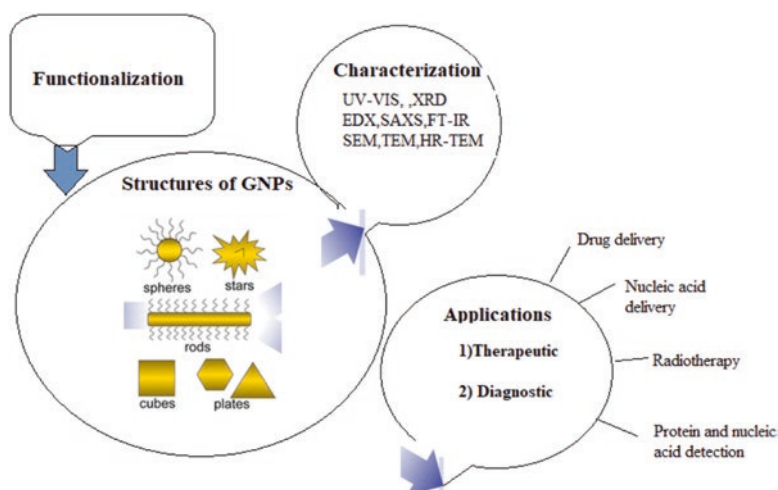 Functionalization
Characterization
UV-VIS, ,XRD
EDX,SAXS,FT-IR
SEM,TEM,HR-TEM
Structures of GNPs
spheres
stars
rods
cubes
plates
Applications
1)Therapeutic
2) Diagnostic
Drug delivery
Nucleic acid
delivery
Radiotherapy
Protein and nucleic
acid detection